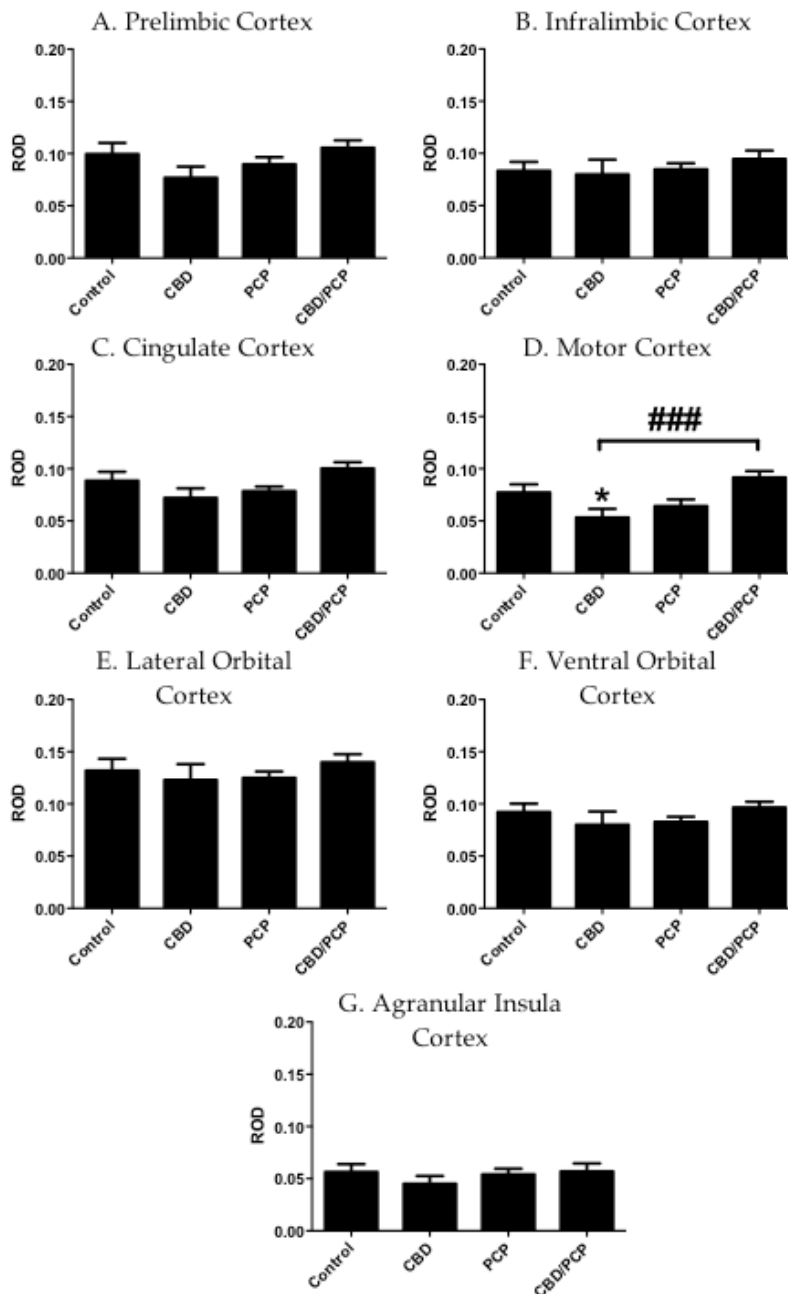 A. Prelimbic Cortex
0.20
0.15
0.10
0.05
0.00
ROD
Control
CBD
PCP
CBD/PCP
B. Infralimbic Cortex
0.20
0.15
0.10
0.05
0.00
ROD
Control
CBD
PCP
CBD/PCP
C. Cingulate Cortex
0.20
0.15
0.10
0.05
0.00
ROD
Control
CBD
PCP
CBD/PCP
D. Motor Cortex
0.20
0.15
0.10
0.05
0.00
ROD
###
*
Control
CBD
PCP
CBD/PCP
E. Lateral Orbital
Cortex
0.20
0.15
0.10
0.05
0.00
ROD
Control
CBD
PCP
CBD/PCP
F. Ventral Orbital
Cortex
0.20
0.15
0.10
0.05
0.00
ROD
Control
CBD
PCP
CBD/PCP
G. Agranular Insula
Cortex
0.20
0.15
0.10
0.05
0.00
ROD
Control
CBD
PCP
CBD/PCP